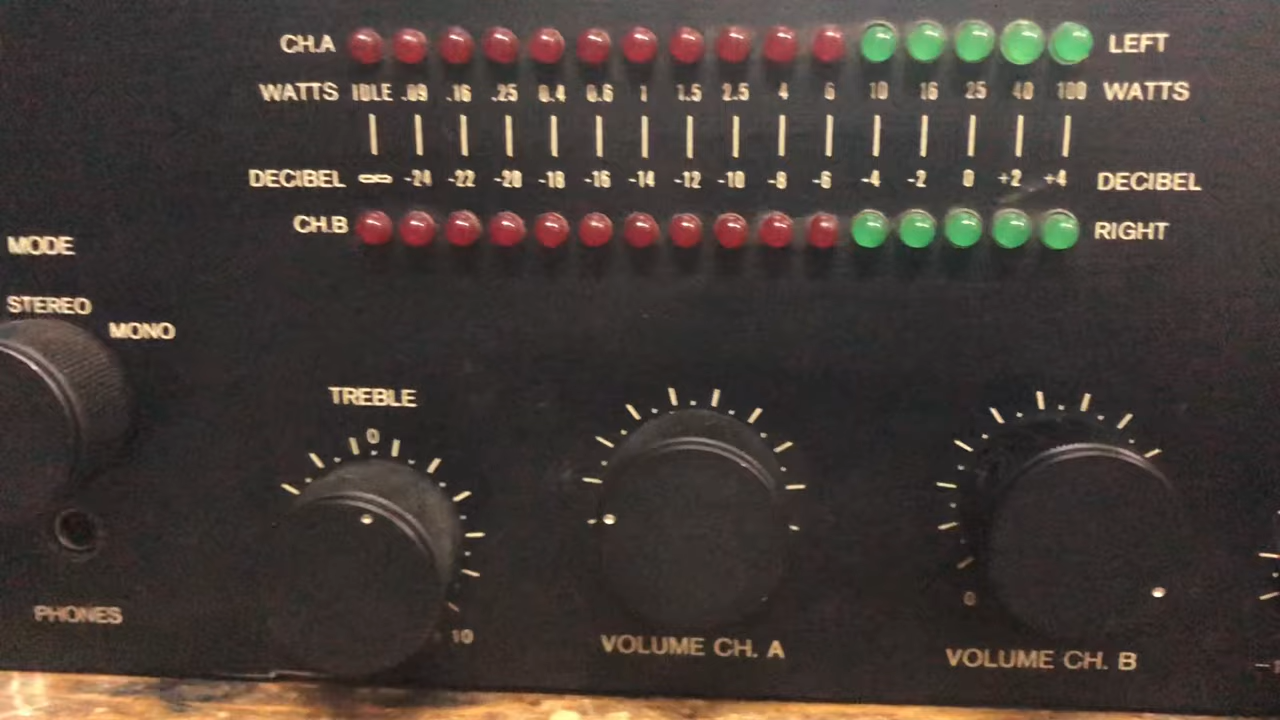 CH.A LEFT
WATTS IDLE .09 .16 .25 0.4 0.6 1 1.5 2.5 4 6 10 16 25 40 100 WATTS
DECIBEL -∞ -24 -22 -20 -18 -16 -14 -12 -10 -8 -6 -4 -2 0 +2 +4 DECIBEL
CH.B RIGHT
MODE
STEREO
MONO
TREBLE
0
0
10
PHONES
VOLUME CH. A
VOLUME CH. B